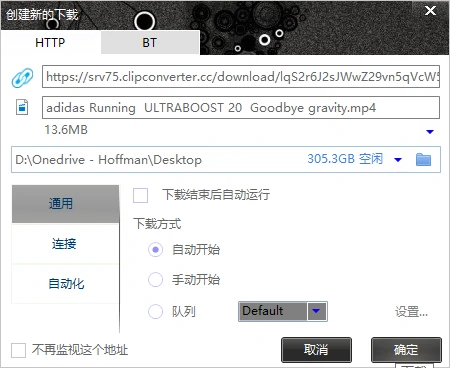 创建新的下载
HTTP BT
https://srv75.clipconverter.cc/download/lqS2r6J2sJWwZ29vn5qVcW5
adidas Running ULTRABOOST 20 Goodbye gravity.mp4
13.6MB
D:\Onedrive - Hoffman\Desktop 305.3GB 空闲
通用
连接
自动化
下载结束后自动运行
下载方式
自动开始
手动开始
队列 Default 设置...
不再监视这个地址
取消 确定